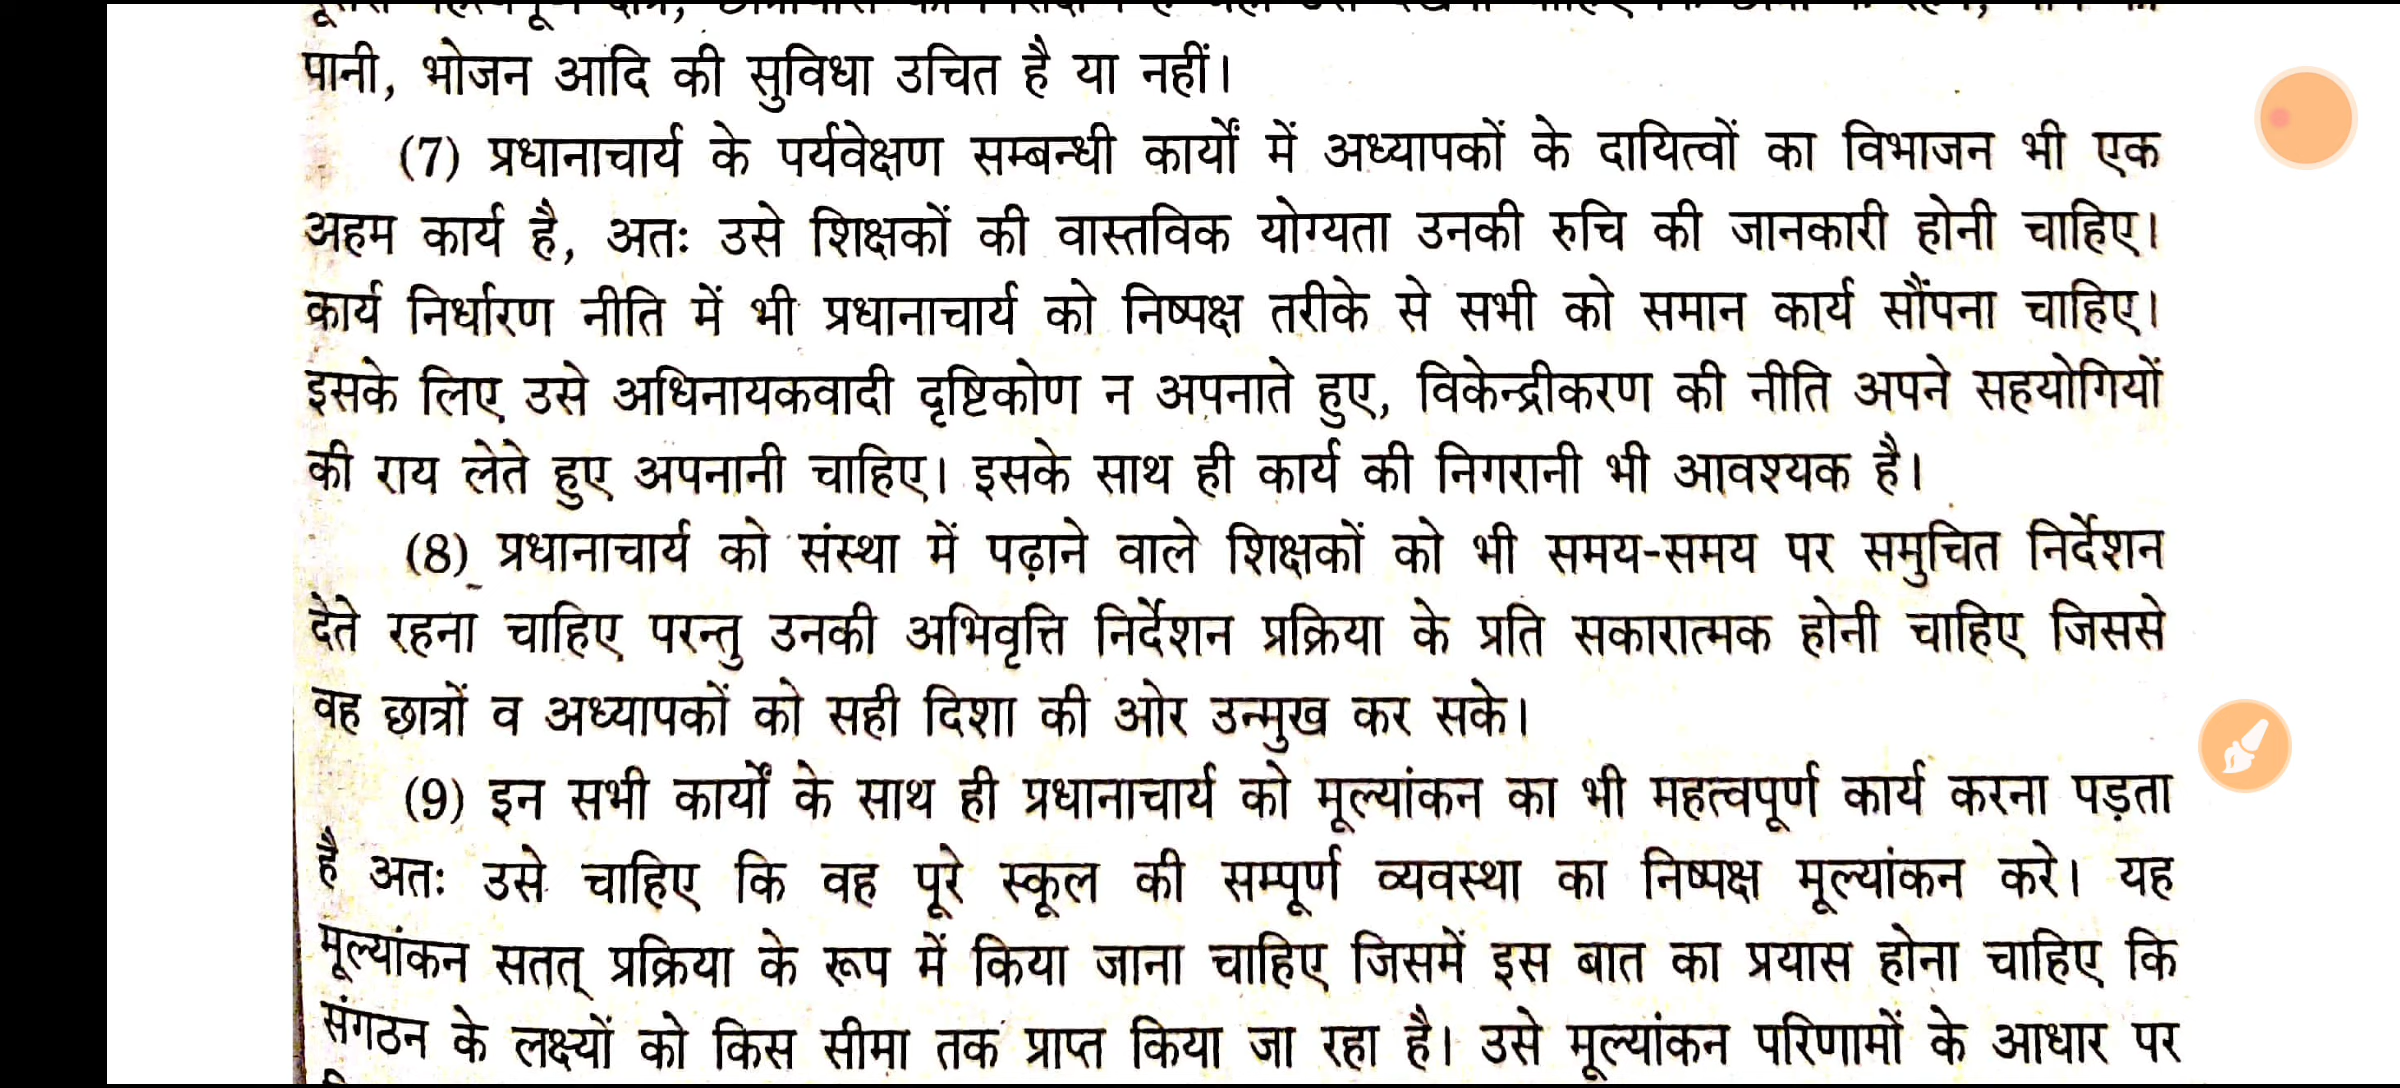 पानी, भोजन आदि की सुविधा उचित है या नहीं।
(7) प्रधानाचार्य के पर्यवेक्षण सम्बन्धी कार्यों में अध्यापकों के दायित्वों का विभाजन भी एक
अहम कार्य है, अतः उसे शिक्षकों की वास्तविक योग्यता उनकी रुचि की जानकारी होनी चाहिए।
कार्य निर्धारण नीति में भी प्रधानाचार्य को निष्पक्ष तरीके से सभी को समान कार्य सौंपना चाहिए।
इसके लिए उसे अधिनायकवादी दृष्टिकोण न अपनाते हुए, विकेन्द्रीकरण की नीति अपने सहयोगियों
की राय लेते हुए अपनानी चाहिए। इसके साथ ही कार्य की निगरानी भी आवश्यक है।
(8) प्रधानाचार्य को संस्था में पढ़ाने वाले शिक्षकों को भी समय-समय पर समुचित निर्देशन
देते रहना चाहिए परन्तु उनकी अभिवृत्ति निर्देशन प्रक्रिया के प्रति सकारात्मक होनी चाहिए जिससे
वह छात्रों व अध्यापकों को सही दिशा की ओर उन्मुख कर सके।
(9) इन सभी कार्यों के साथ ही प्रधानाचार्य को मूल्यांकन का भी महत्वपूर्ण कार्य करना पड़ता
है अतः उसे चाहिए कि वह पूरे स्कूल की सम्पूर्ण व्यवस्था का निष्पक्ष मूल्यांकन करे। यह
मूल्यांकन सतत् प्रक्रिया के रूप में किया जाना चाहिए जिसमें इस बात का प्रयास होना चाहिए कि
संगठन के लक्ष्यों को किस सीमा तक प्राप्त किया जा रहा है। उसे मूल्यांकन परिणामों के आधार पर